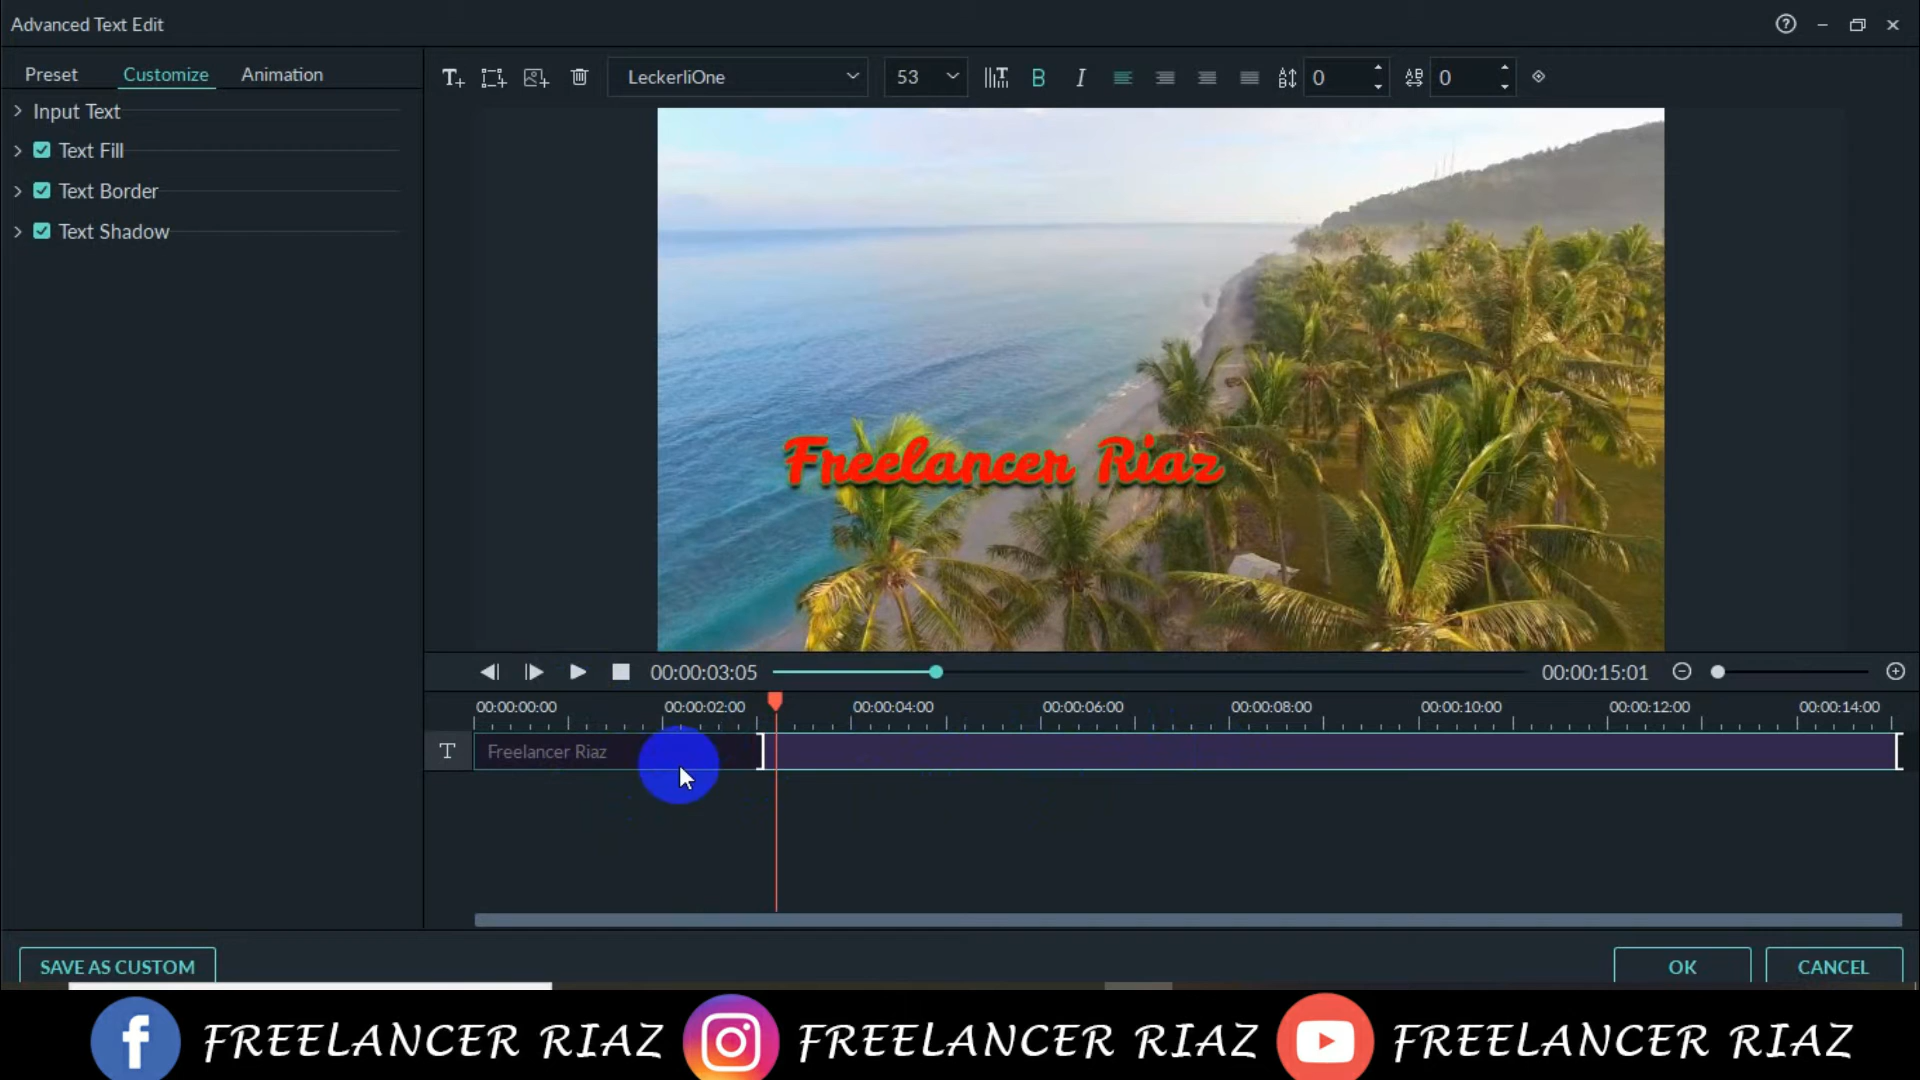 Advanced Text Edit
Preset Customize Animation
LeckerliOne 53 B I 0 0
Input Text
Text Fill
Text Border
Text Shadow
Freelancer Riaz
00:00:03:05 00:00:15:01
00:00:00:00 00:00:02:00 00:00:04:00 00:00:06:00 00:00:08:00 00:00:10:00 00:00:12:00 00:00:14:00
T Freelancer Riaz
SAVE AS CUSTOM OK CANCEL
FREELANCER RIAZ FREELANCER RIAZ FREELANCER RIAZ